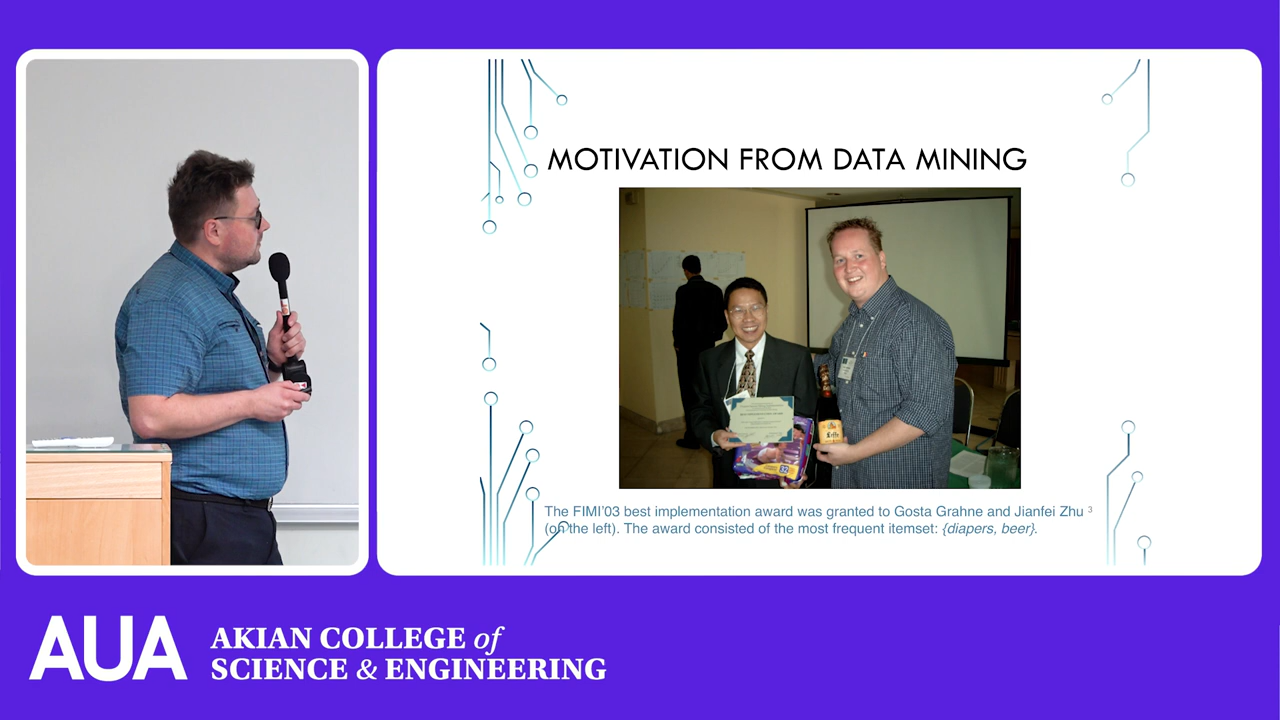 MOTIVATION FROM DATA MINING
Leffe
32
The FIMI'03 best implementation award was granted to Gosta Grahne and Jianfei Zhu 3
(on the left). The award consisted of the most frequent itemset: {diapers, beer}.
AUA
AKIAN COLLEGE of
SCIENCE & ENGINEERING